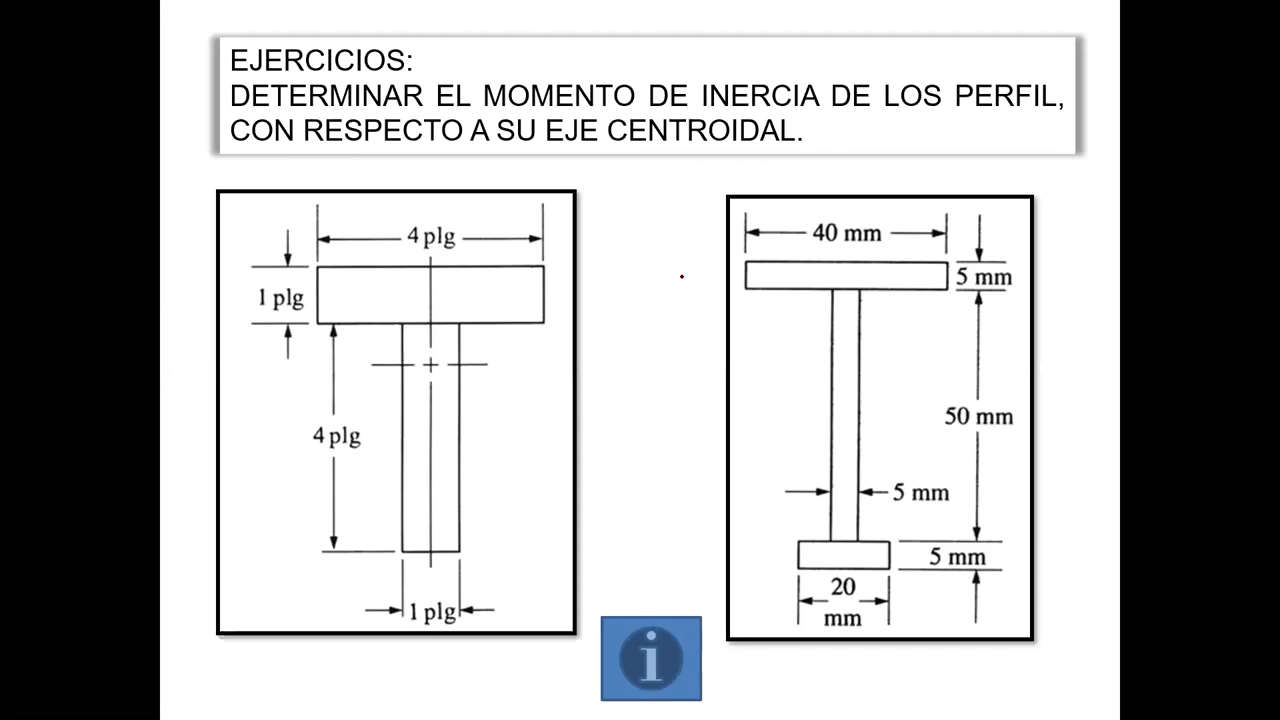 EJERCICIOS:
DETERMINAR EL MOMENTO DE INERCIA DE LOS PERFIL,
CON RESPECTO A SU EJE CENTROIDAL.
4 plg
1 plg
4 plg
1 plg
40 mm
5 mm
50 mm
5 mm
5 mm
20
mm
i